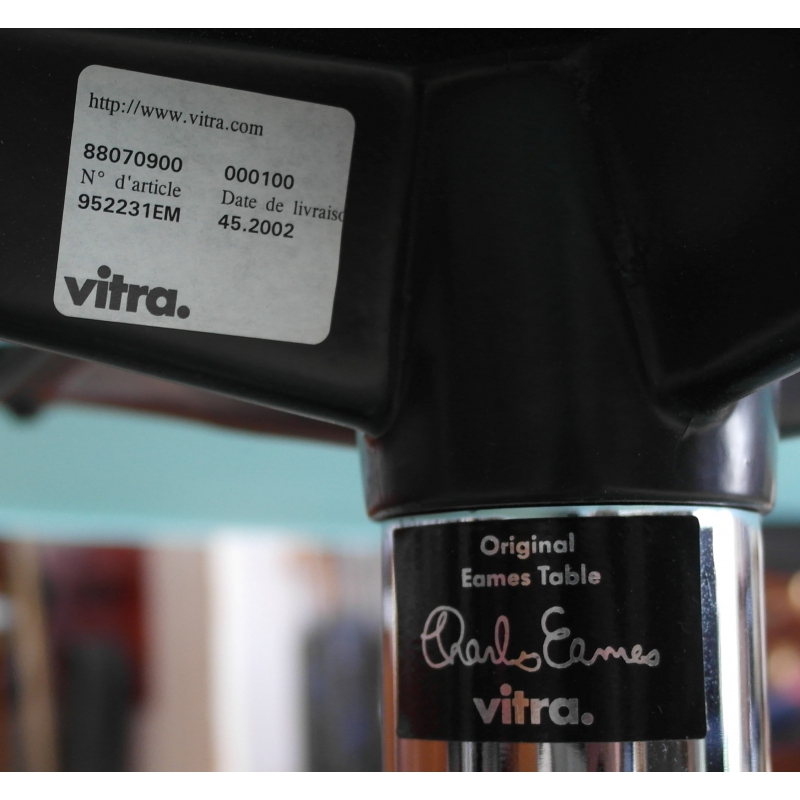 http://www.vitra.com
88070900 000100
N° d'article Date de livraiso
952231EM 45.2002
vitra.
Original
Eames Table
Charles Eames
vitra.